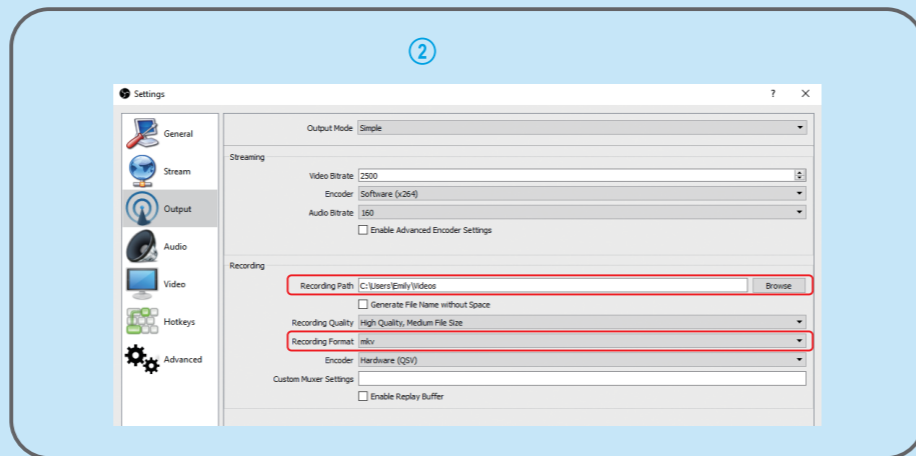 ②
Settings
? ×
General
Stream
Output
Audio
Video
Hotkeys
Advanced
Output Mode Simple
Streaming
Video Bitrate 2500
Encoder Software (x264)
Audio Bitrate 160
Enable Advanced Encoder Settings
Recording
Recording Path C:\Users\Emily\Videos Browse
Generate File Name without Space
Recording Quality High Quality, Medium File Size
Recording Format mkv
Encoder Hardware (QSV)
Custom Muxer Settings
Enable Replay Buffer